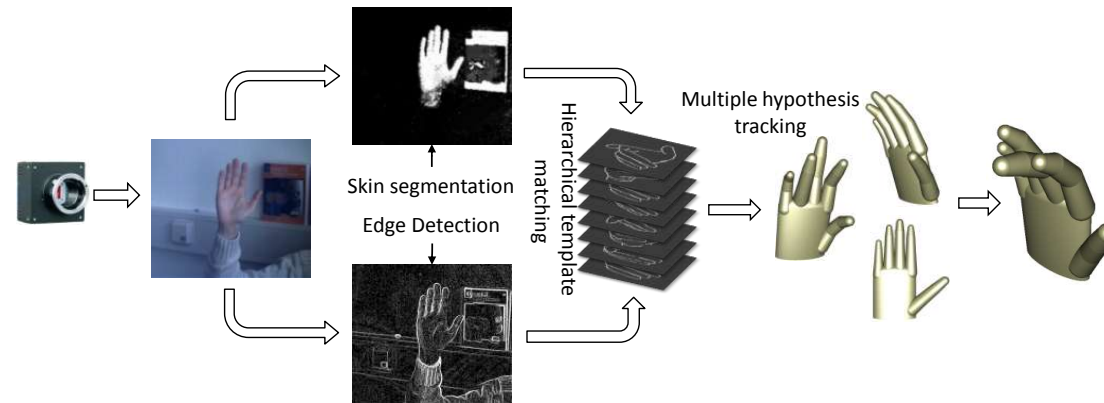 Skin segmentation
Edge Detection
Hierarchical template
matching
Multiple hypothesis
tracking